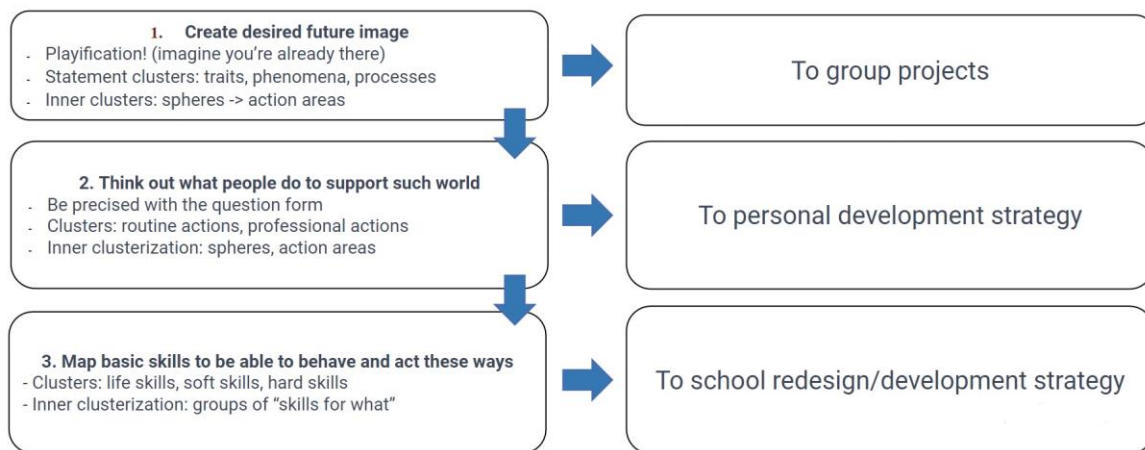 1. Create desired future image
- Playification! (imagine you're already there)
- Statement clusters: traits, phenomena, processes
- Inner clusters: spheres -> action areas
To group projects
2. Think out what people do to support such world
- Be precised with the question form
- Clusters: routine actions, professional actions
- Inner clusterization: spheres, action areas
To personal development strategy
3. Map basic skills to be able to behave and act these ways
- Clusters: life skills, soft skills, hard skills
- Inner clusterization: groups of “skills for what”
To school redesign/development strategy